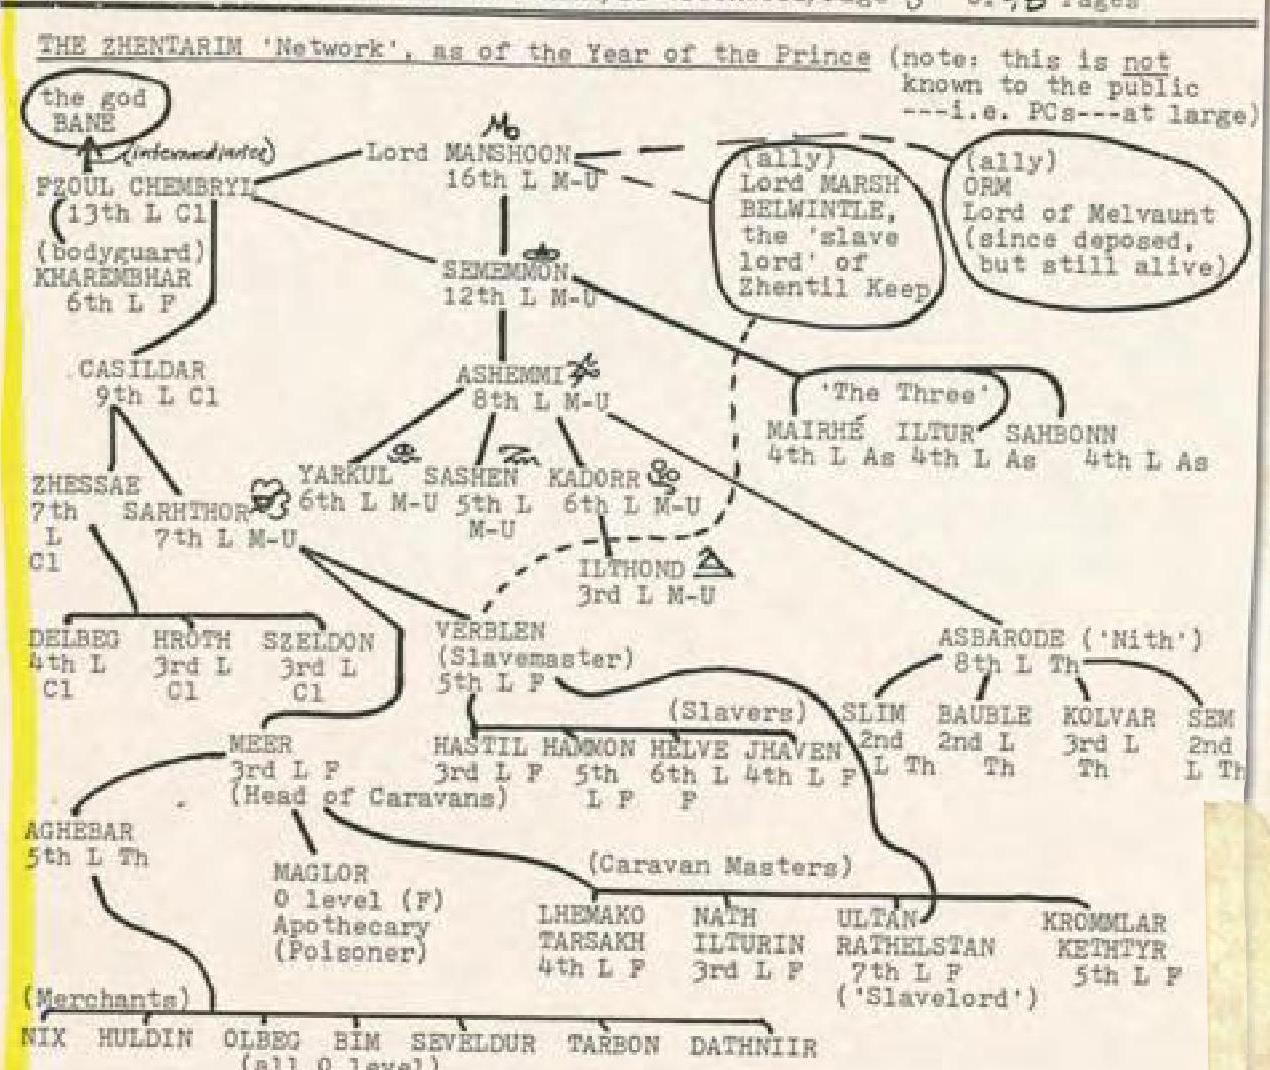 Page 5 of Pages
THE ZHENTARIM 'Network', as of the Year of the Prince (note: this is not
known to the public
---i.e. PCs---at large)
the god
BANE
(intermediaries)
FZOUL CHEMBRYL
13th L Cl
(bodyguard)
KHAREMBHAR
6th L F
Lord MANSHOON
16th L M-U
(ally)
Lord MARSH
BELWINTLE,
the 'slave
lord' of
Zhentil Keep
(ally)
ORM
Lord of Melvaunt
(since deposed,
but still alive)
SEMEMMON
12th L M-U
CASILDAR
9th L Cl
ASHEMMI
8th L M-U
'The Three'
MAIRHÉ ILTUR SAHBONN
4th L As 4th L As 4th L As
ZHESSAE
7th
L
Cl
SARHTHOR
7th L M-U
YARKUL
6th L M-U
SASHEN
5th L
M-U
KADORR
6th L M-U
ILTHOND
3rd L M-U
DELBEG
4th L
Cl
HROTH
3rd L
Cl
SZELDON
3rd L
Cl
VERBLEN
(Slavemaster)
5th L F
ASBARODE ('Nith')
8th L Th
SLIM
2nd
L Th
BAUBLE
2nd L
Th
KOLVAR
3rd L
Th
SEM
2nd
L Th
(Slavers)
HASTIL
3rd L F
HAMMON
5th
L F
HELVE
6th L
F
JHAVEN
4th L F
MEER
3rd L F
(Head of Caravans)
AGHEBAR
5th L Th
MAGLOR
0 level (F)
Apothecary
(Poisoner)
(Caravan Masters)
LHEMAKO
TARSAKH
4th L F
NATH
ILTURIN
3rd L F
ULTAN
RATHELSTAN
7th L F
('Slavelord')
KROMMLAR
KETHTYR
5th L F
(Merchants)
NIX HULDIN OLBEG BIM SEVELDUR TARBON DATHNIIR
(all 0 level)